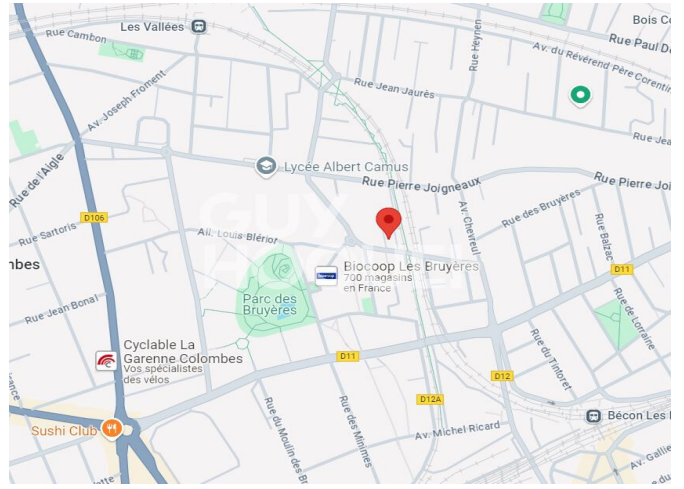 Les Vallées
Bois Co
Rue Cambon
Rue Paul D
Rue Heynen
Av. du Révérend Père Corentin
Av. Joseph Froment
Rue Jean Jaurès
Rue Jea
Rue de l'Aigle
Lycée Albert Camus
Rue Pierre Joigneaux
Rue Pierre Joi
D106
Av. Chevreul
Rue des Bruyères
Rue Balzac
Rue Sartoris
All. Louis Blériot
GUY
HOQUET
mbes
Biocoop Les Bruyères
700 magasins
en France
D11
Parc des
Bruyères
Rue Jean Bonal
Rue de Lorraine
Cyclable La
Garenne Colombes
Vos spécialistes
des vélos
D11
Rue du Tintoret
D12
France
D12A
Bécon Les
Sushi Club
Rue du Moulin des Br
Rue des Minimes
Av. Michel Ricard
Av. Gallie